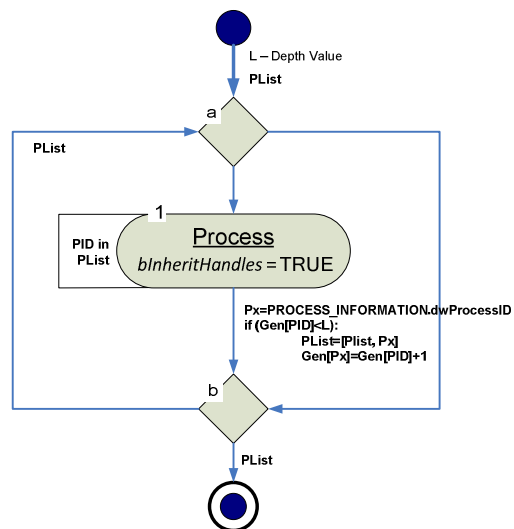 L – Depth Value
PList
a
PList
1
PID in
PList
Process
bInheritHandles = TRUE
Px=PROCESS_INFORMATION.dwProcessID
if (Gen[PID]<L):
PList=[Plist, Px]
Gen[Px]=Gen[PID]+1
b
PList